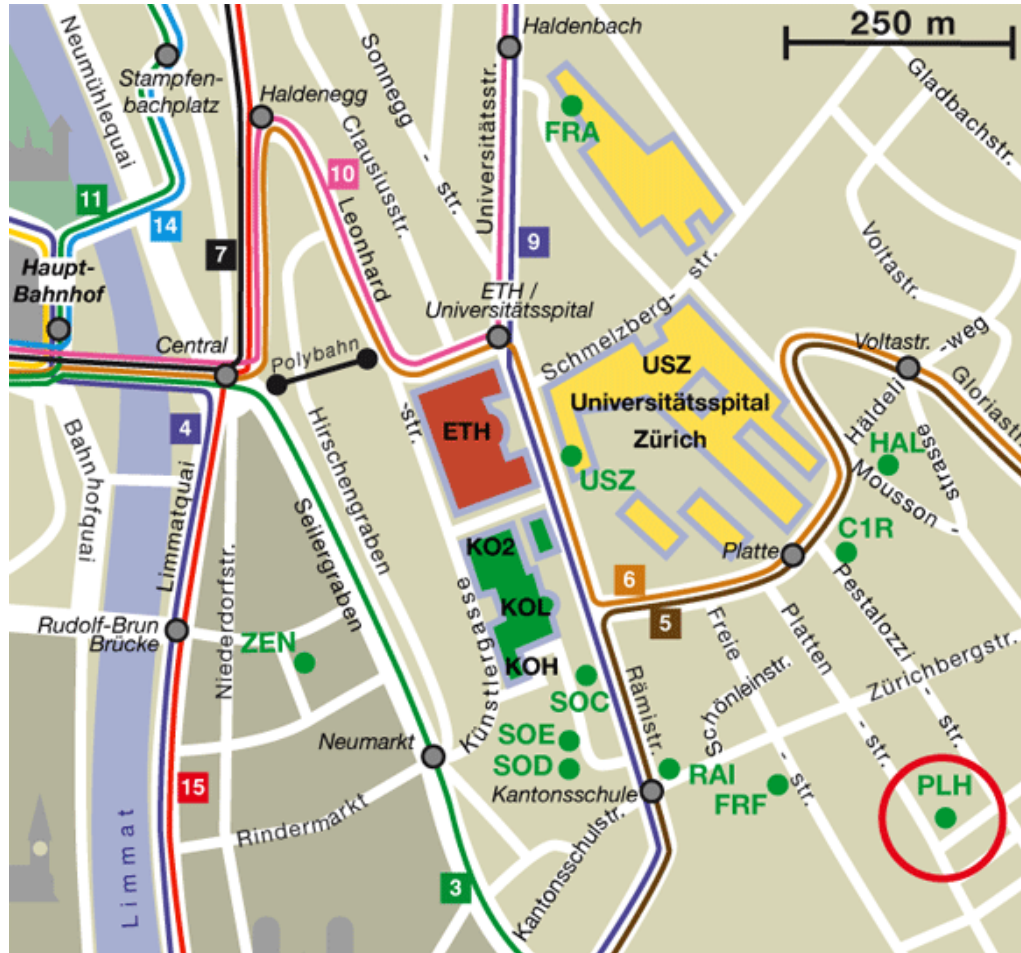 250 m
Neumühlequai
Stampfen-
bachplatz
Haldenegg
Sonnegg
-
str.
Clausiusstr.
Universitätsstr.
Haldenbach
FRA
Gladbachstr.
Voltastr.
11
14
10
7
9
Leonhard
-str.
Haupt-
Bahnhof
Central
Polybahn
ETH /
Universitätsspital
Schmelzberg-
str.
USZ
Universitätsspital
Zürich
Voltastr.
Häldeli
-weg
Gloriastr.
ETH
USZ
HAL
Mousson
-
strasse
4
Bahnhofquai
Limmatquai
Hirschengraben
Seilergraben
KO2
KOL
KOH
Platte
C1R
6
5
Rudolf-Brun
Brücke
Niederdorfstr.
ZEN
Künstlergasse
SOC
Rämistr.
Freie
-
str.
Schönleinstr.
Platten
-
str.
Pestalozzi
-
str.
Zürichbergstr.
Neumarkt
SOE
SOD
Kantonsschule
RAI
FRF
PLH
15
Rindermarkt
Limmat
3
Kantonsschulstr.